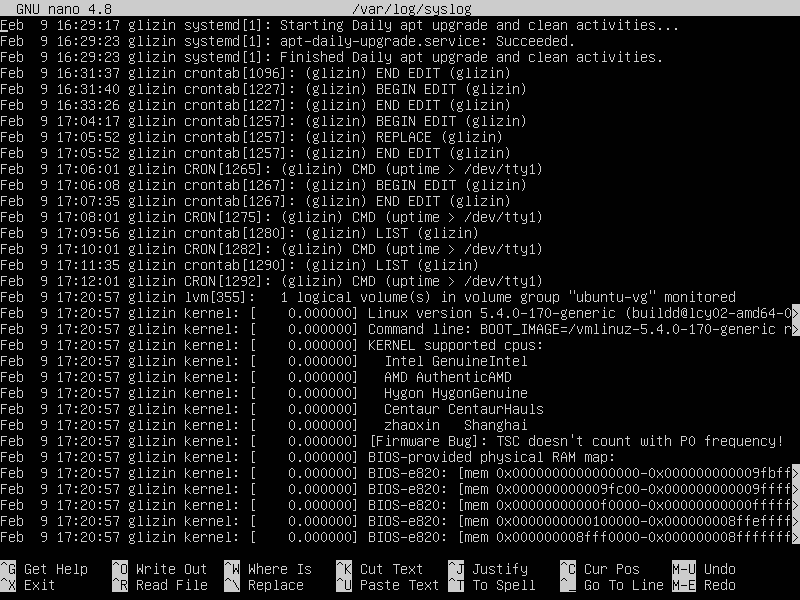 GNU nano 4.8 /var/log/syslog
Feb  9 16:29:17 glizin systemd[1]: Starting Daily apt upgrade and clean activities...
Feb  9 16:29:23 glizin systemd[1]: apt-daily-upgrade.service: Succeeded.
Feb  9 16:29:23 glizin systemd[1]: Finished Daily apt upgrade and clean activities.
Feb  9 16:31:37 glizin crontab[1096]: (glizin) END EDIT (glizin)
Feb  9 16:31:40 glizin crontab[1227]: (glizin) BEGIN EDIT (glizin)
Feb  9 16:33:26 glizin crontab[1227]: (glizin) END EDIT (glizin)
Feb  9 17:04:17 glizin crontab[1257]: (glizin) BEGIN EDIT (glizin)
Feb  9 17:05:52 glizin crontab[1257]: (glizin) REPLACE (glizin)
Feb  9 17:05:52 glizin crontab[1257]: (glizin) END EDIT (glizin)
Feb  9 17:06:01 glizin CRON[1265]: (glizin) CMD (uptime > /dev/tty1)
Feb  9 17:06:08 glizin crontab[1267]: (glizin) BEGIN EDIT (glizin)
Feb  9 17:07:35 glizin crontab[1267]: (glizin) END EDIT (glizin)
Feb  9 17:08:01 glizin CRON[1275]: (glizin) CMD (uptime > /dev/tty1)
Feb  9 17:09:56 glizin crontab[1280]: (glizin) LIST (glizin)
Feb  9 17:10:01 glizin CRON[1282]: (glizin) CMD (uptime > /dev/tty1)
Feb  9 17:11:35 glizin crontab[1290]: (glizin) LIST (glizin)
Feb  9 17:12:01 glizin CRON[1292]: (glizin) CMD (uptime > /dev/tty1)
Feb  9 17:20:57 glizin lvm[355]:   1 logical volume(s) in volume group "ubuntu-vg" monitored
Feb  9 17:20:57 glizin kernel: [    0.000000] Linux version 5.4.0-170-generic (buildd@lcy02-amd64-0>
Feb  9 17:20:57 glizin kernel: [    0.000000] Command line: BOOT_IMAGE=/vmlinuz-5.4.0-170-generic r>
Feb  9 17:20:57 glizin kernel: [    0.000000] KERNEL supported cpus:
Feb  9 17:20:57 glizin kernel: [    0.000000]   Intel GenuineIntel
Feb  9 17:20:57 glizin kernel: [    0.000000]   AMD AuthenticAMD
Feb  9 17:20:57 glizin kernel: [    0.000000]   Hygon HygonGenuine
Feb  9 17:20:57 glizin kernel: [    0.000000]   Centaur CentaurHauls
Feb  9 17:20:57 glizin kernel: [    0.000000]   zhaoxin   Shanghai
Feb  9 17:20:57 glizin kernel: [    0.000000] [Firmware Bug]: TSC doesn't count with P0 frequency!
Feb  9 17:20:57 glizin kernel: [    0.000000] BIOS-provided physical RAM map:
Feb  9 17:20:57 glizin kernel: [    0.000000] BIOS-e820: [mem 0x0000000000000000-0x000000000009fbff>
Feb  9 17:20:57 glizin kernel: [    0.000000] BIOS-e820: [mem 0x000000000009fc00-0x000000000009ffff>
Feb  9 17:20:57 glizin kernel: [    0.000000] BIOS-e820: [mem 0x00000000000f0000-0x00000000000fffff>
Feb  9 17:20:57 glizin kernel: [    0.000000] BIOS-e820: [mem 0x0000000000100000-0x000000008ffeffff>
Feb  9 17:20:57 glizin kernel: [    0.000000] BIOS-e820: [mem 0x000000008fff0000-0x000000008fffffff>
^G Get Help ^O Write Out ^W Where Is ^K Cut Text ^J Justify ^C Cur Pos M-U Undo
^X Exit ^R Read File ^\ Replace ^U Paste Text ^T To Spell ^_ Go To Line M-E Redo